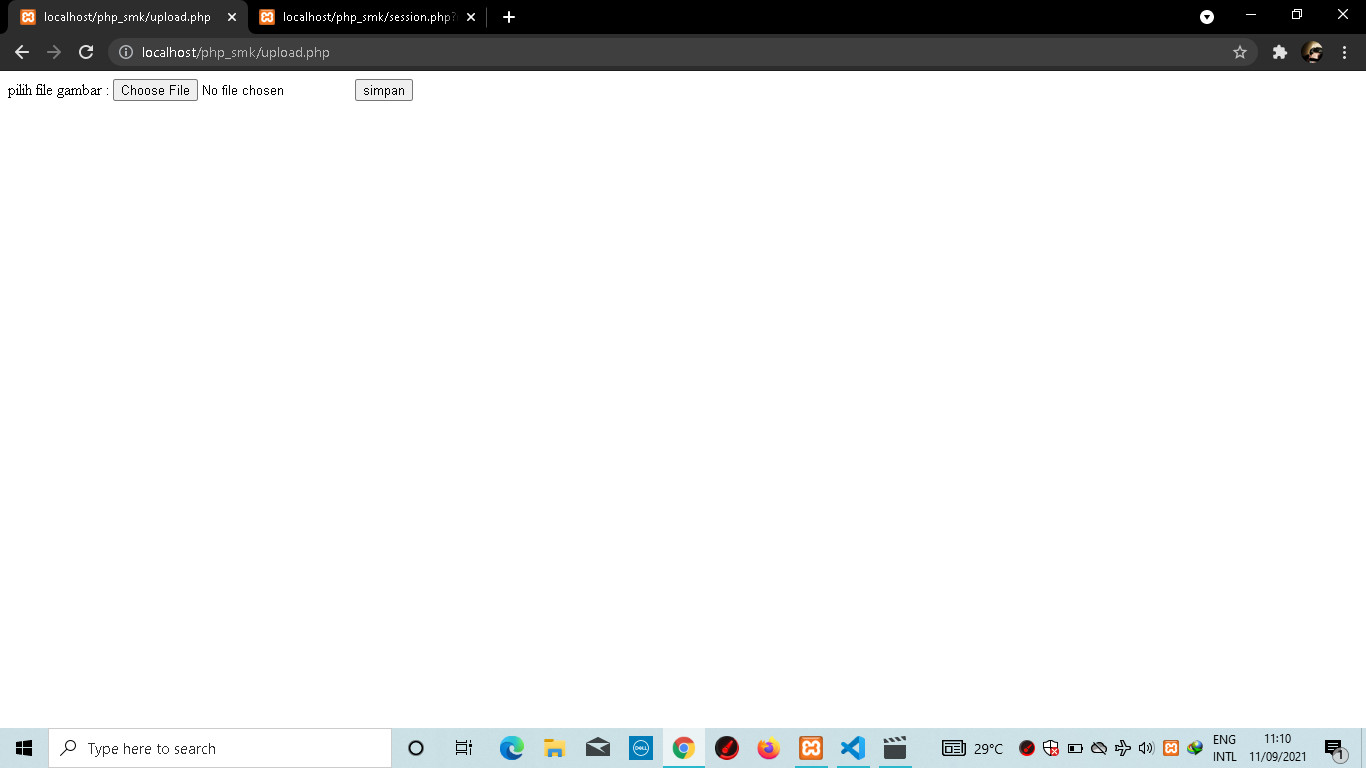 localhost/php_smk/upload.php
localhost/php_smk/session.php?
localhost/php_smk/upload.php
pilih file gambar : Choose File No file chosen simpan
Type here to search
DELL
29°C
ENG
INTL
11:10
11/09/2021
1